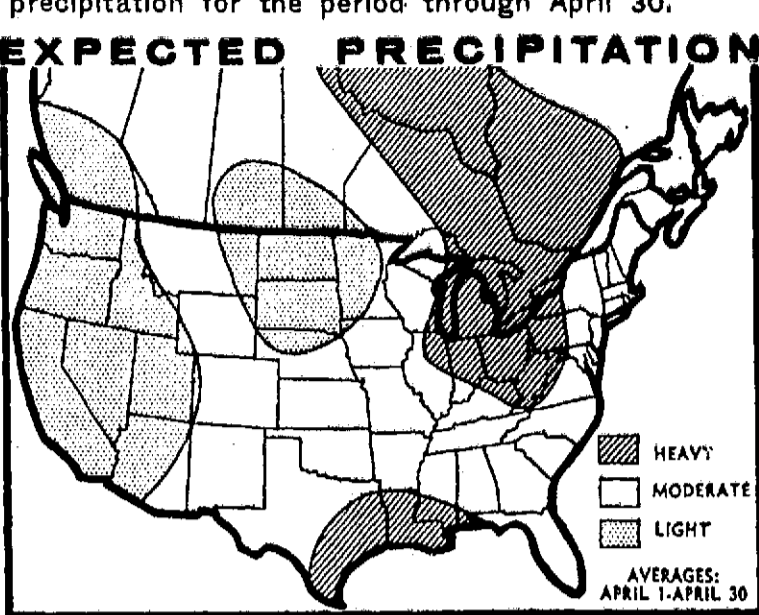 precipitation for the period through April 30.
EXPECTED PRECIPITATION
HEAVY
MODERATE
LIGHT
AVERAGES:
APRIL 1-APRIL 30